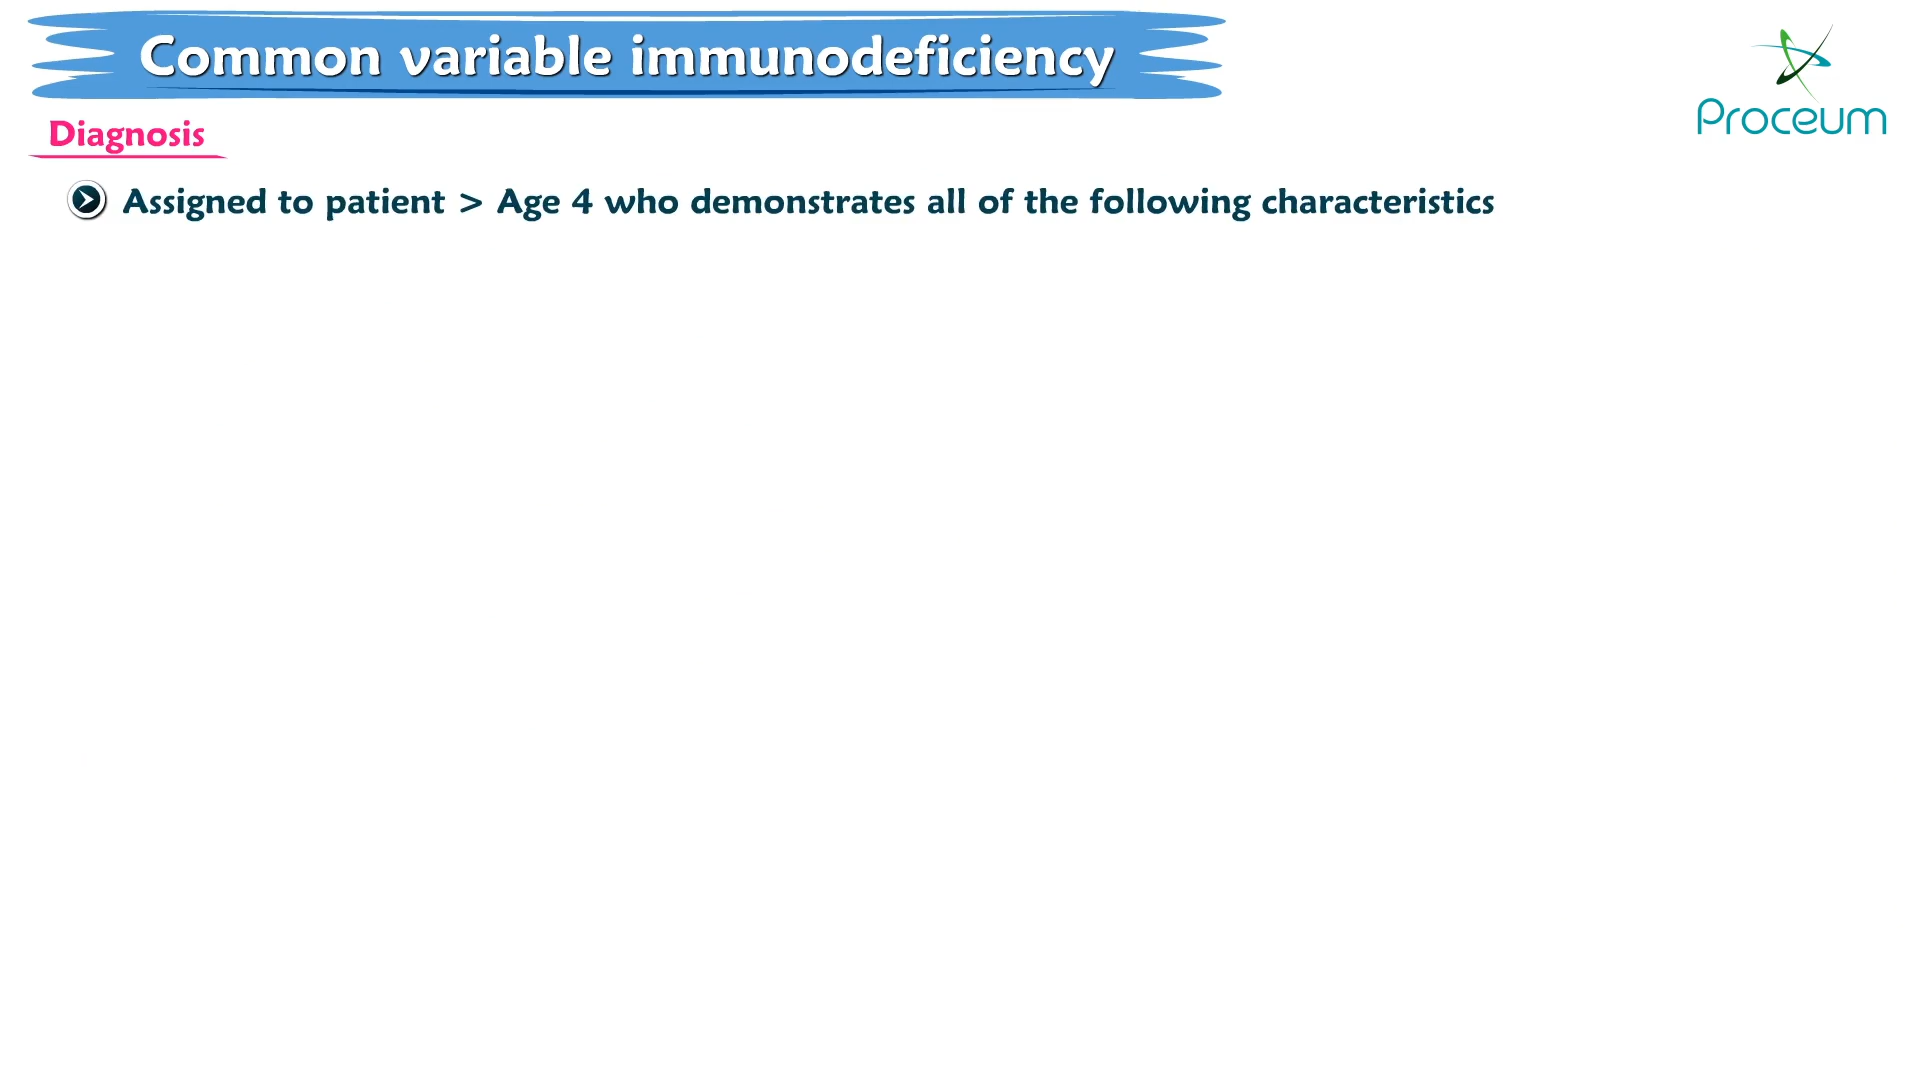 Common variable immunodeficiency
Proceum
Diagnosis
Assigned to patient > Age 4 who demonstrates all of the following characteristics